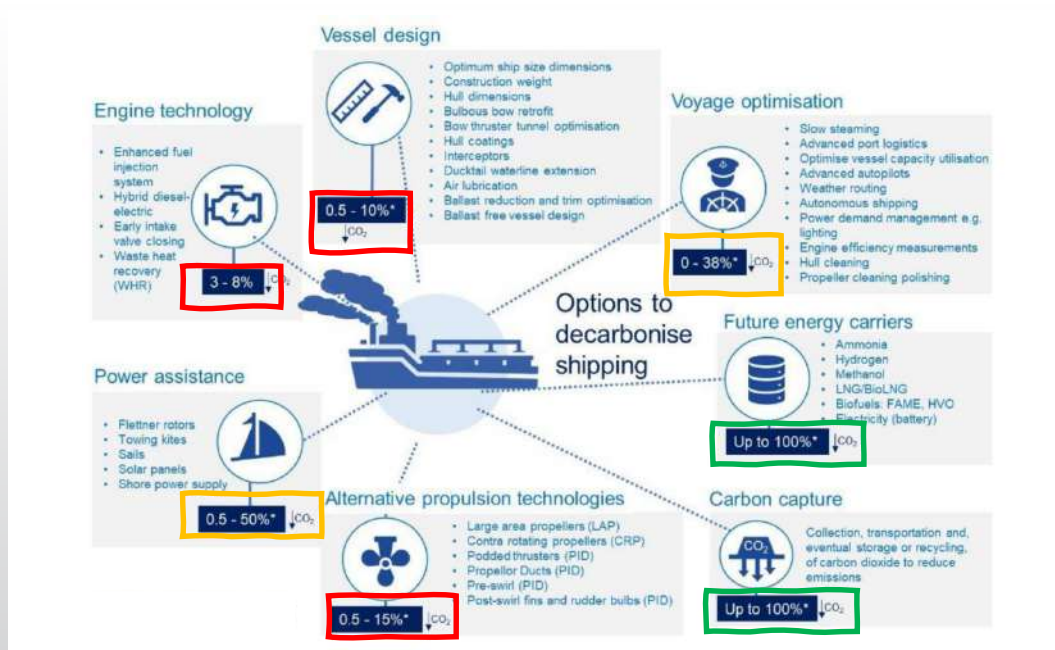 Vessel design
• Optimum ship size dimensions
• Construction weight
• Hull dimensions
• Bulbous bow retrofit
• Bow thruster tunnel optimisation
• Hull coatings
• Interceptors
• Ducktail waterline extension
• Air lubrication
• Ballast reduction and trim optimisation
• Ballast free vessel design
0.5 - 10%*
CO₂
Engine technology
• Enhanced fuel
injection
system
• Hybrid diesel-
electric
• Early intake
valve closing
• Waste heat
recovery
(WHR)
3 - 8%
CO₂
Voyage optimisation
• Slow steaming
• Advanced port logistics
• Optimise vessel capacity utilisation
• Advanced autopilots
• Weather routing
• Autonomous shipping
• Power demand management e.g.
lighting
• Engine efficiency measurements
• Hull cleaning
• Propeller cleaning polishing
0 - 38%*
CO₂
Options to
decarbonise
shipping
Future energy carriers
• Ammonia
• Hydrogen
• Methanol
• LNG/BioLNG
• Biofuels: FAME, HVO
• Electricity (battery)
Up to 100%*
CO₂
Power assistance
• Flettner rotors
• Towing kites
• Sails
• Solar panels
• Shore power supply
0.5 - 50%*
CO₂
Alternative propulsion technologies
• Large area propellers (LAP)
• Contra rotating propellers (CRP)
• Podded thrusters (PID)
• Propellor Ducts (PID)
• Pre-swirl (PID)
• Post-swirl fins and rudder bulbs (PID)
0.5 - 15%*
CO₂
Carbon capture
CO₂
Collection, transportation and,
eventual storage or recycling,
of carbon dioxide to reduce
emissions
Up to 100%*
CO₂